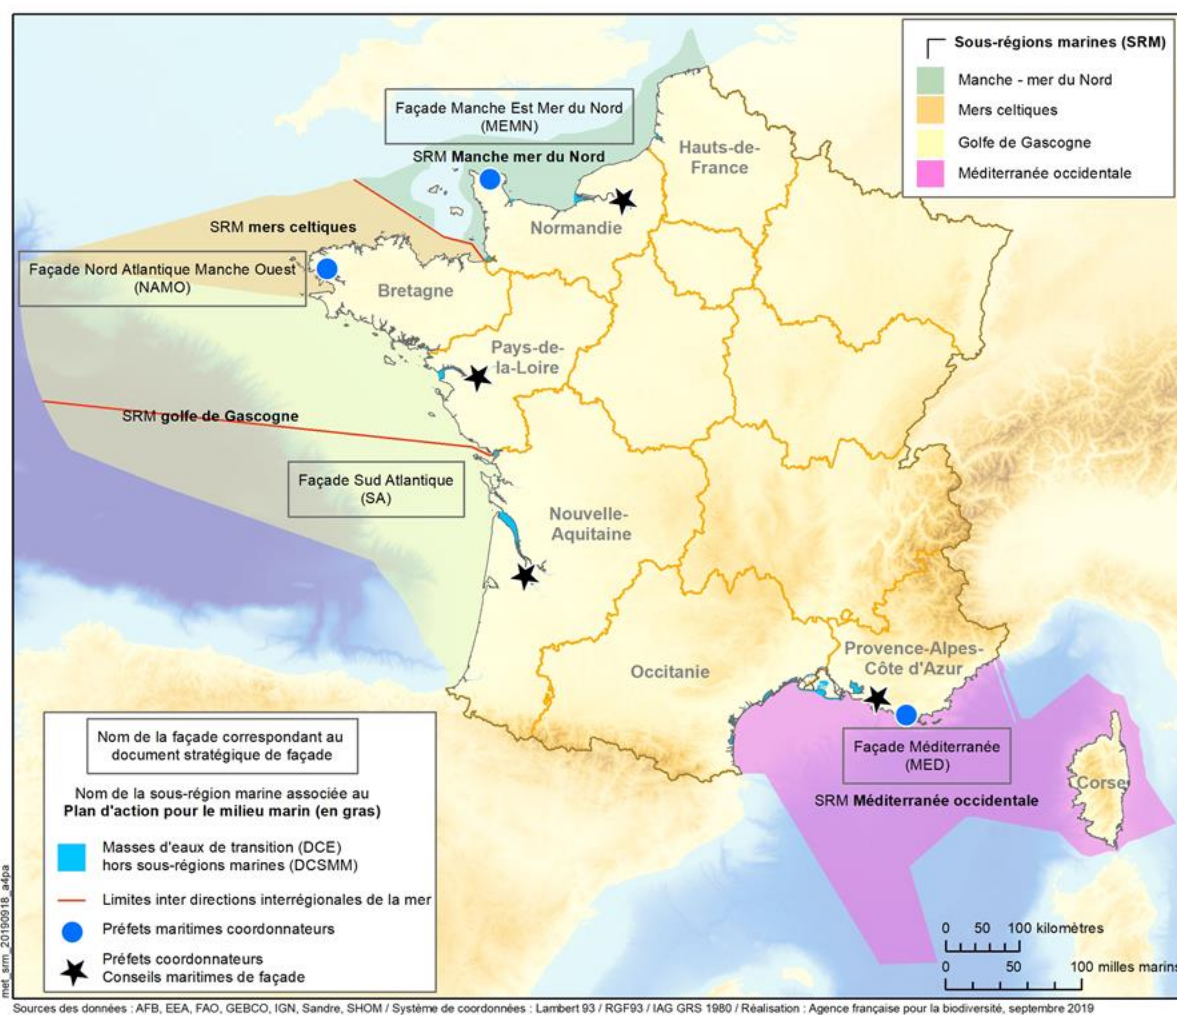 Sous-régions marines (SRM)
Manche - mer du Nord
Mers celtiques
Golfe de Gascogne
Méditerranée occidentale
Façade Manche Est Mer du Nord
(MEMN)
SRM Manche mer du Nord
Hauts-de-
France
Normandie
SRM mers celtiques
Façade Nord Atlantique Manche Ouest
(NAMO)
Bretagne
Pays-de-
la-Loire
SRM golfe de Gascogne
Façade Sud Atlantique
(SA)
Nouvelle-
Aquitaine
Occitanie
Provence-Alpes-
Côte d'Azur
Façade Méditerranée
(MED)
SRM Méditerranée occidentale
Corse
Nom de la façade correspondant au
document stratégique de façade
Nom de la sous-région marine associée au
Plan d'action pour le milieu marin (en gras)
Masses d'eaux de transition (DCE)
hors sous-régions marines (DCSMM)
Limites inter directions interrégionales de la mer
Préfets maritimes coordonnateurs
Préfets coordonnateurs
Conseils maritimes de façade
0 50 100 kilomètres
0 50 100 milles marins
met_srm_20190918_a4pa
Sources des données : AFB, EEA, FAO, GEBCO, IGN, Sandre, SHOM / Système de coordonnées : Lambert 93 / RGF93 / IAG GRS 1980 / Réalisation : Agence française pour la biodiversité, septembre 2019